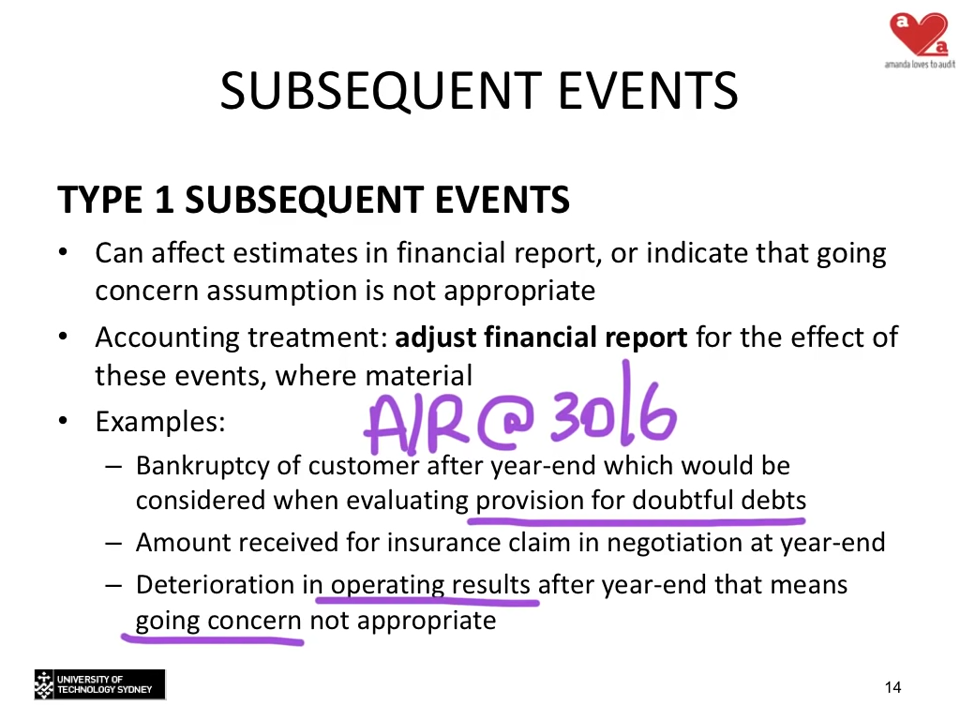 a
a
amanda loves to audit
SUBSEQUENT EVENTS
TYPE 1 SUBSEQUENT EVENTS
• Can affect estimates in financial report, or indicate that going
concern assumption is not appropriate
• Accounting treatment: adjust financial report for the effect of
these events, where material
• Examples:
A/R @ 30/6
– Bankruptcy of customer after year-end which would be
considered when evaluating provision for doubtful debts
– Amount received for insurance claim in negotiation at year-end
– Deterioration in operating results after year-end that means
going concern not appropriate
UNIVERSITY OF
TECHNOLOGY SYDNEY
14